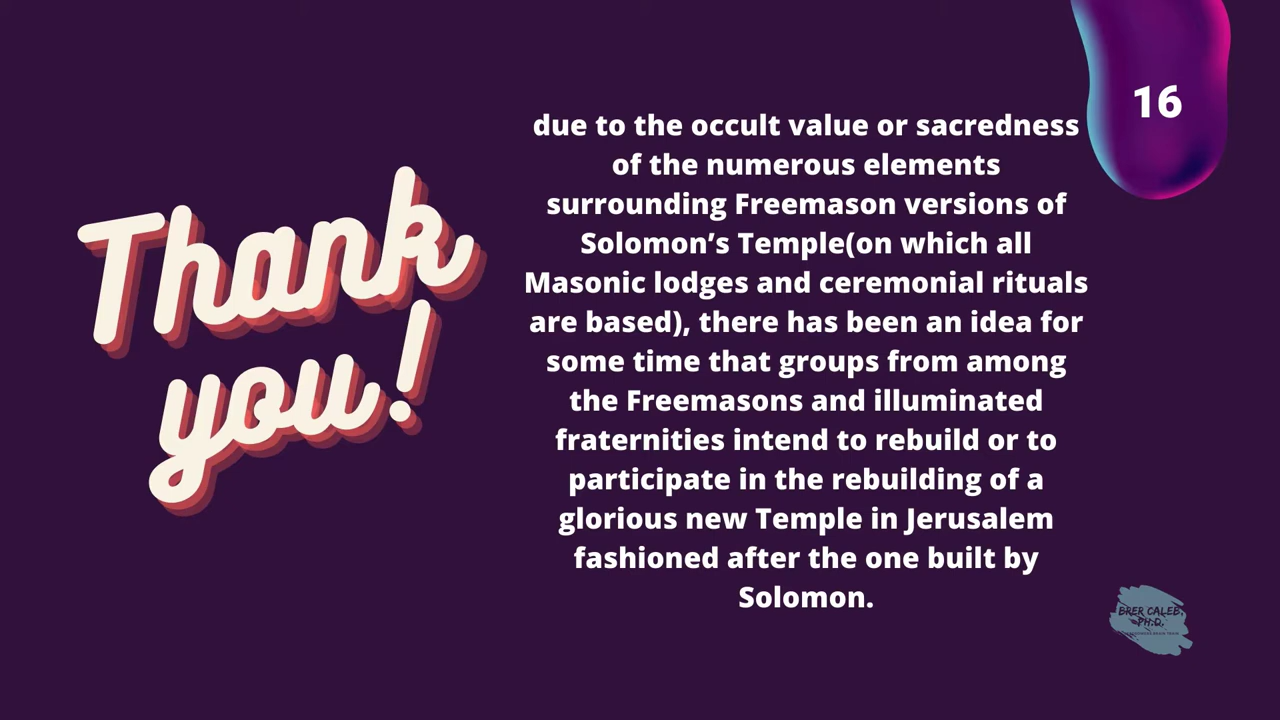 16
Thank
you!
due to the occult value or sacredness
of the numerous elements
surrounding Freemason versions of
Solomon’s Temple(on which all
Masonic lodges and ceremonial rituals
are based), there has been an idea for
some time that groups from among
the Freemasons and illuminated
fraternities intend to rebuild or to
participate in the rebuilding of a
glorious new Temple in Jerusalem
fashioned after the one built by
Solomon.
BRER CALEB,
PH.D.